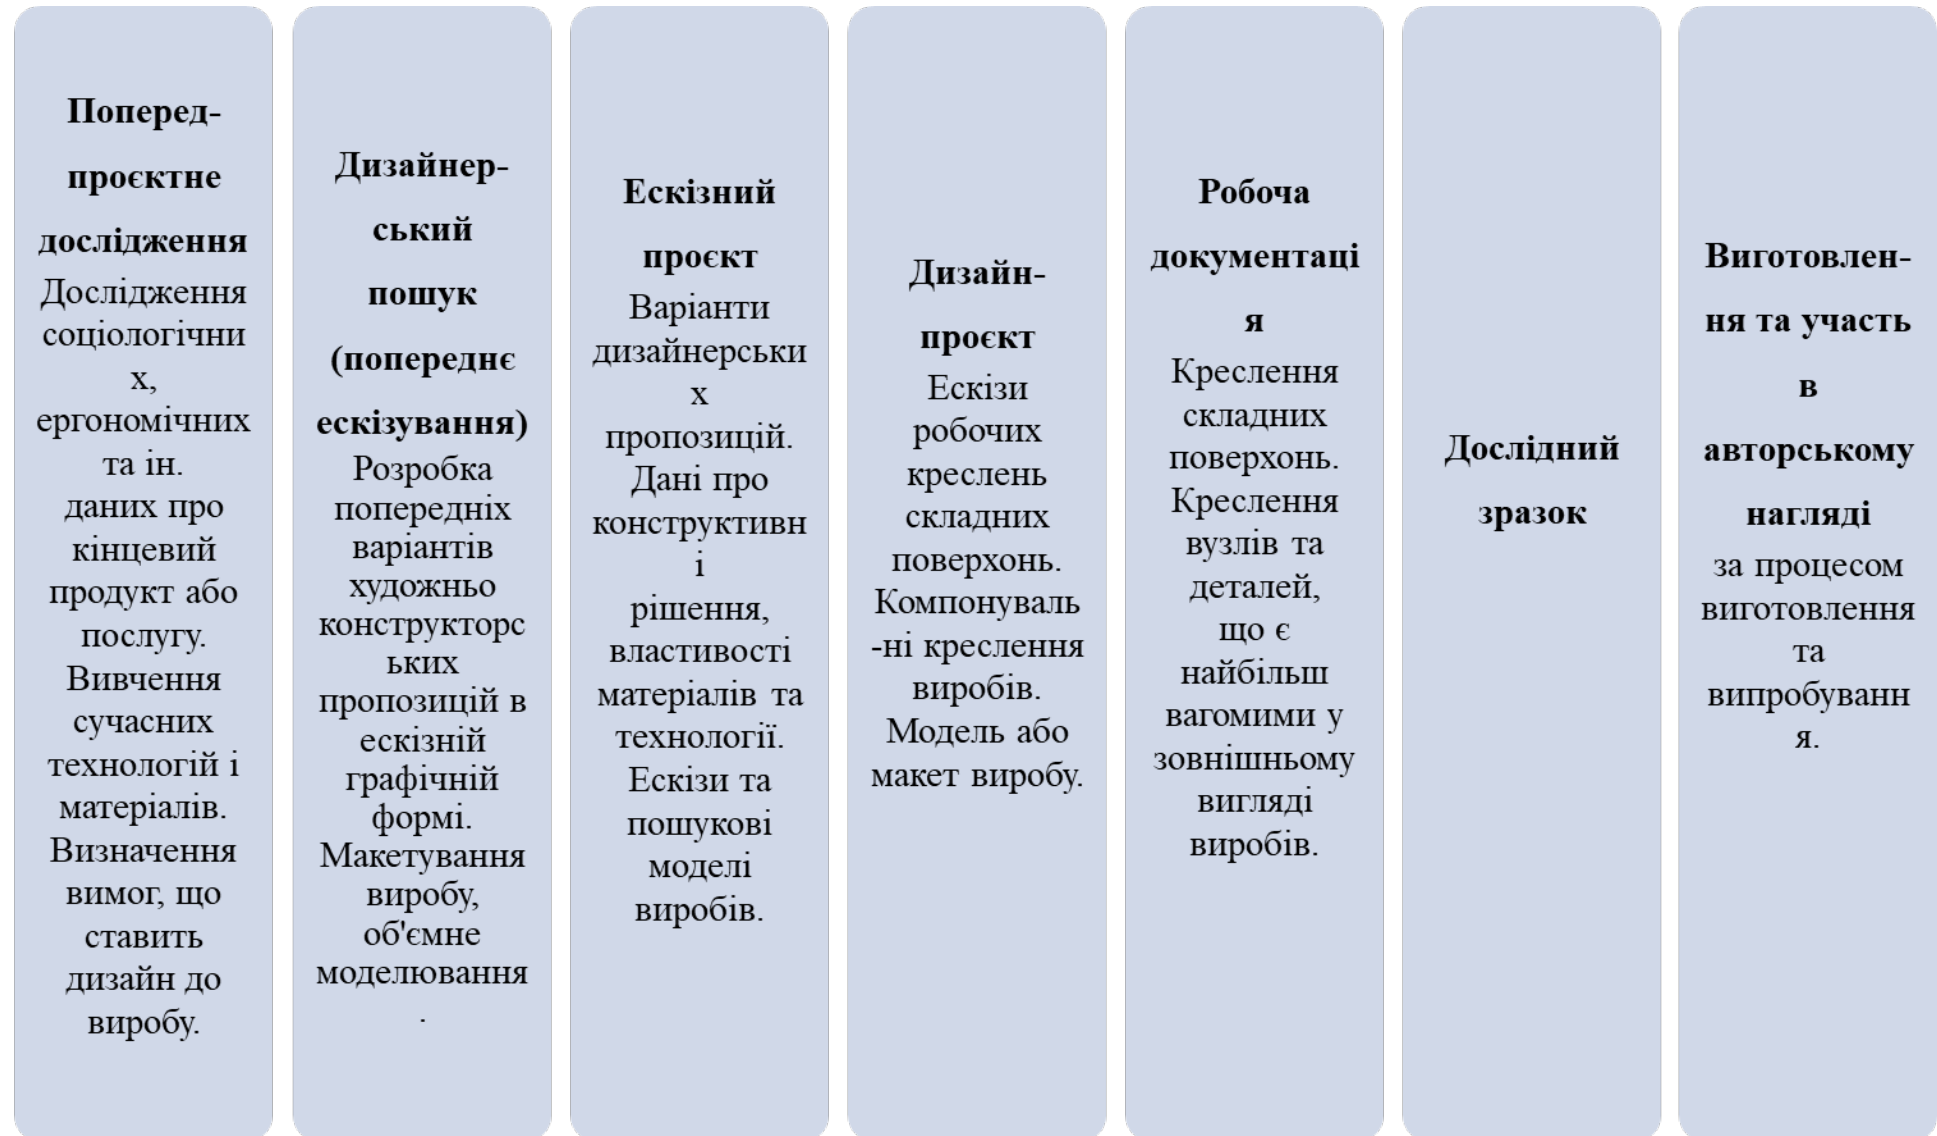 Поперед-
проєктне
дослідження
Дослідження
соціологічни
х,
ергономічних
та ін.
даних про
кінцевий
продукт або
послугу.
Вивчення
сучасних
технологій і
матеріалів.
Визначення
вимог, що
ставить
дизайн до
виробу.
Дизайнер-
ський
пошук
(попереднє
ескізування)
Розробка
попередніх
варіантів
художньо
конструкторс
ьких
пропозицій в
ескізній
графічній
формі.
Макетування
виробу,
об'ємне
моделювання
.
Ескізний
проєкт
Варіанти
дизайнерськи
х
пропозицій.
Дані про
конструктивн
і
рішення,
властивості
матеріалів та
технології.
Ескізи та
пошукові
моделі
виробів.
Дизайн-
проєкт
Ескізи
робочих
креслень
складних
поверхонь.
Компонуваль
-ні креслення
виробів.
Модель або
макет виробу.
Робоча
документаці
я
Креслення
складних
поверхонь.
Креслення
вузлів та
деталей,
що є
найбільш
вагомими у
зовнішньому
вигляді
виробів.
Дослідний
зразок
Виготовлен-
ня та участь
в
авторському
нагляді
за процесом
виготовлення
та
випробуванн
я.